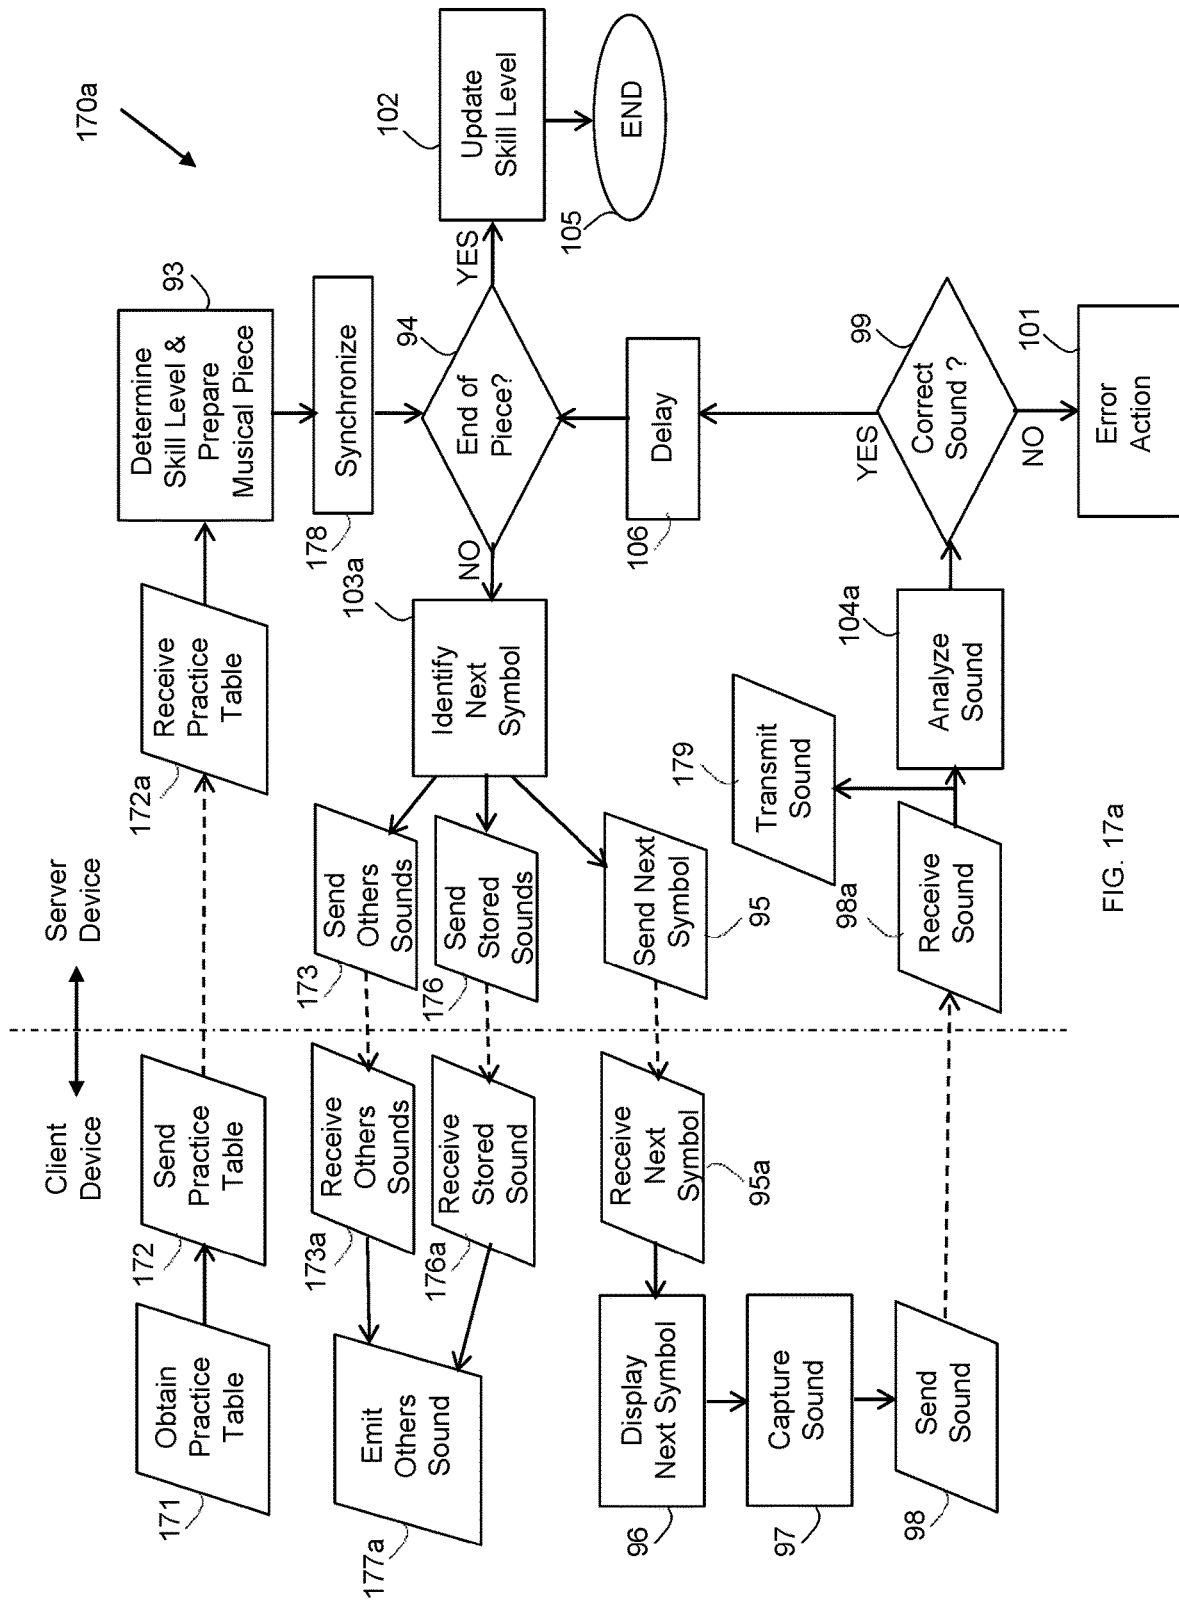 170a
Client
Device
Server
Device
171
Obtain
Practice
Table
172
Send
Practice
Table
172a
Receive
Practice
Table
93
Determine
Skill Level &
Prepare
Musical Piece
178
Synchronize
173a
Receive
Others
Sounds
173
Send
Others
Sounds
177a
Emit
Others
Sound
176a
Receive
Stored
Sound
176
Send
Stored
Sounds
103a
Identify
Next
Symbol
NO
94
End of
Piece?
YES
102
Update
Skill Level
105
END
95a
Receive
Next
Symbol
95
Send Next
Symbol
106
Delay
96
Display
Next Symbol
97
Capture
Sound
179
Transmit
Sound
98
Send
Sound
98a
Receive
Sound
104a
Analyze
Sound
YES
99
Correct
Sound ?
NO
101
Error
Action
FIG. 17a